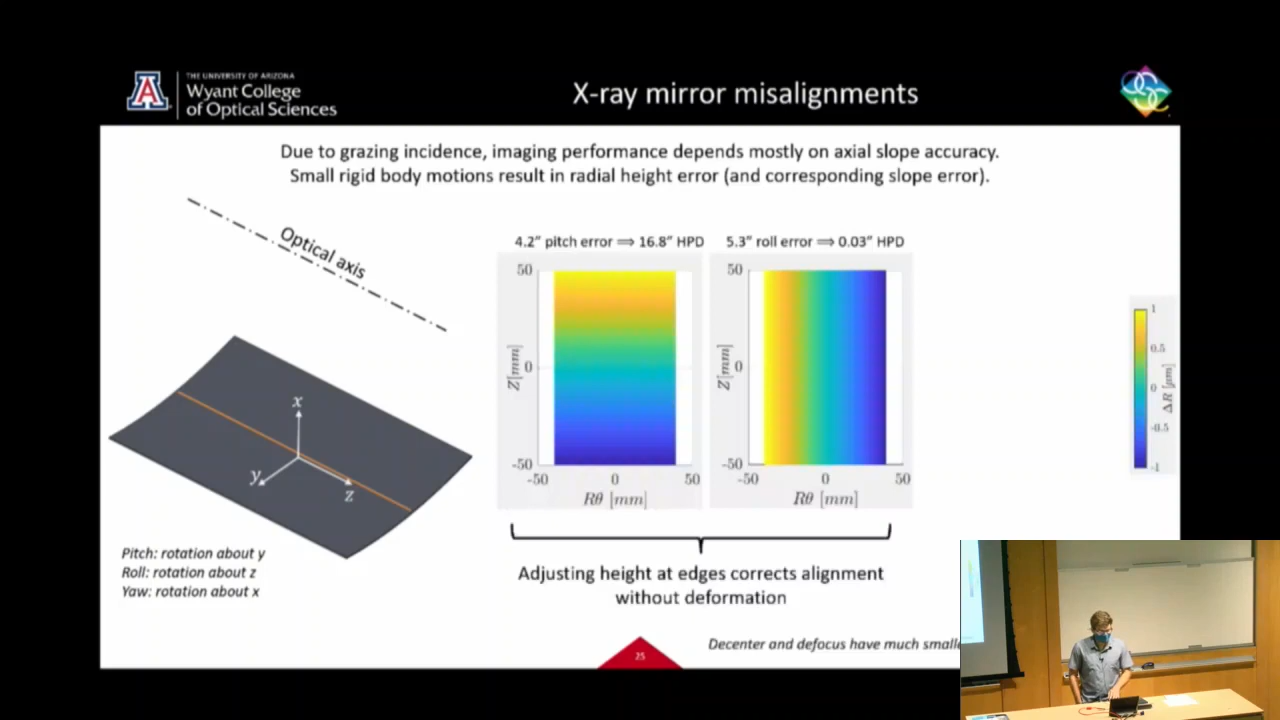 THE UNIVERSITY OF ARIZONA
Wyant College
of Optical Sciences
X-ray mirror misalignments
Due to grazing incidence, imaging performance depends mostly on axial slope accuracy.
Small rigid body motions result in radial height error (and corresponding slope error).
Optical axis
x
y
z
Pitch: rotation about y
Roll: rotation about z
Yaw: rotation about x
4.2″ pitch error ⟹ 16.8″ HPD
50
0
-50
Z[mm]
-50 0 50
Rθ [mm]
5.3″ roll error ⟹ 0.03″ HPD
50
0
-50
Z[mm]
-50 0 50
Rθ [mm]
1
0.5
0
-0.5
-1
ΔR [μm]
Adjusting height at edges corrects alignment
without deformation
Decenter and defocus have much
25